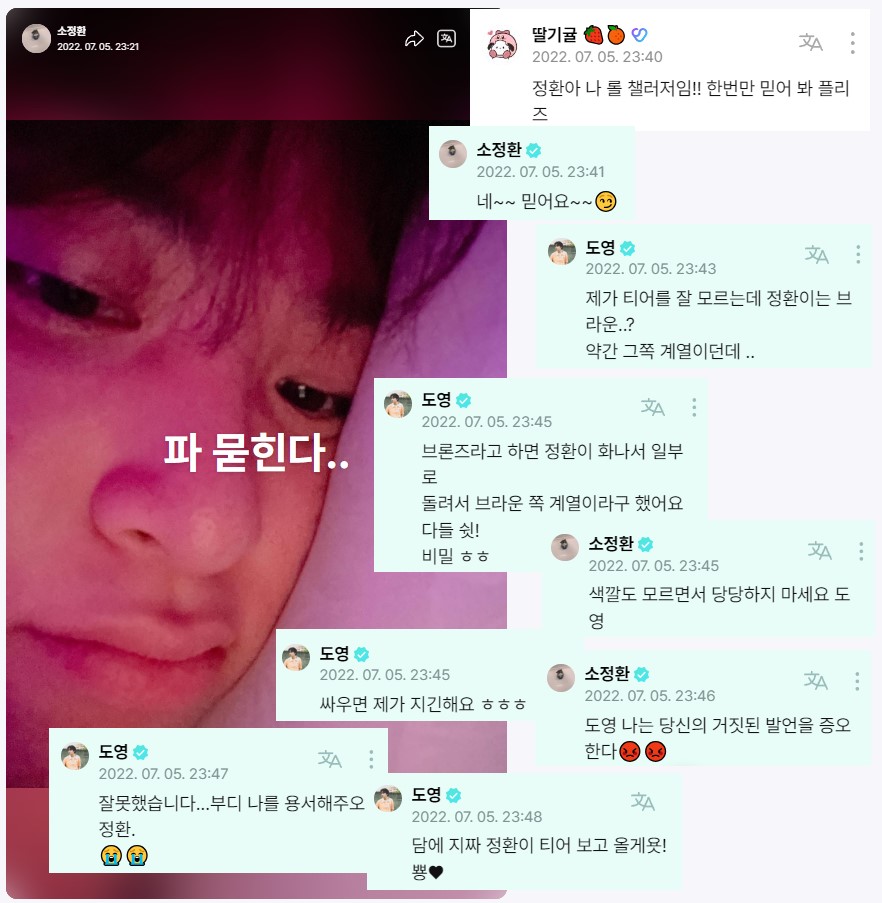 소정환
2022. 07. 05. 23:21
파 묻힌다..
딸기귤 🍓🍊
2022. 07. 05. 23:40
정환아 나 롤 챌러저임!! 한번만 믿어 봐 플리
즈
소정환
2022. 07. 05. 23:41
네~~ 믿어요~~😏
도영
2022. 07. 05. 23:43
제가 티어를 잘 모르는데 정환이는 브
라운..?
약간 그쪽 계열이던데 ..
도영
2022. 07. 05. 23:45
브론즈라고 하면 정환이 화나서 일부
로
돌려서 브라운 쪽 계열이라구 했어요
다들 쉿!
비밀 ㅎㅎ
소정환
2022. 07. 05. 23:45
색깔도 모르면서 당당하지 마세요 도
영
도영
2022. 07. 05. 23:45
싸우면 제가 지긴해요 ㅎㅎㅎ
소정환
2022. 07. 05. 23:46
도영 나는 당신의 거짓된 발언을 증오
한다😡😡
도영
2022. 07. 05. 23:47
잘못했습니다...부디 나를 용서해주오
정환.
😭😭
도영
2022. 07. 05. 23:48
담에 지짜 정환이 티어 보고 올게욧!
뿅🖤